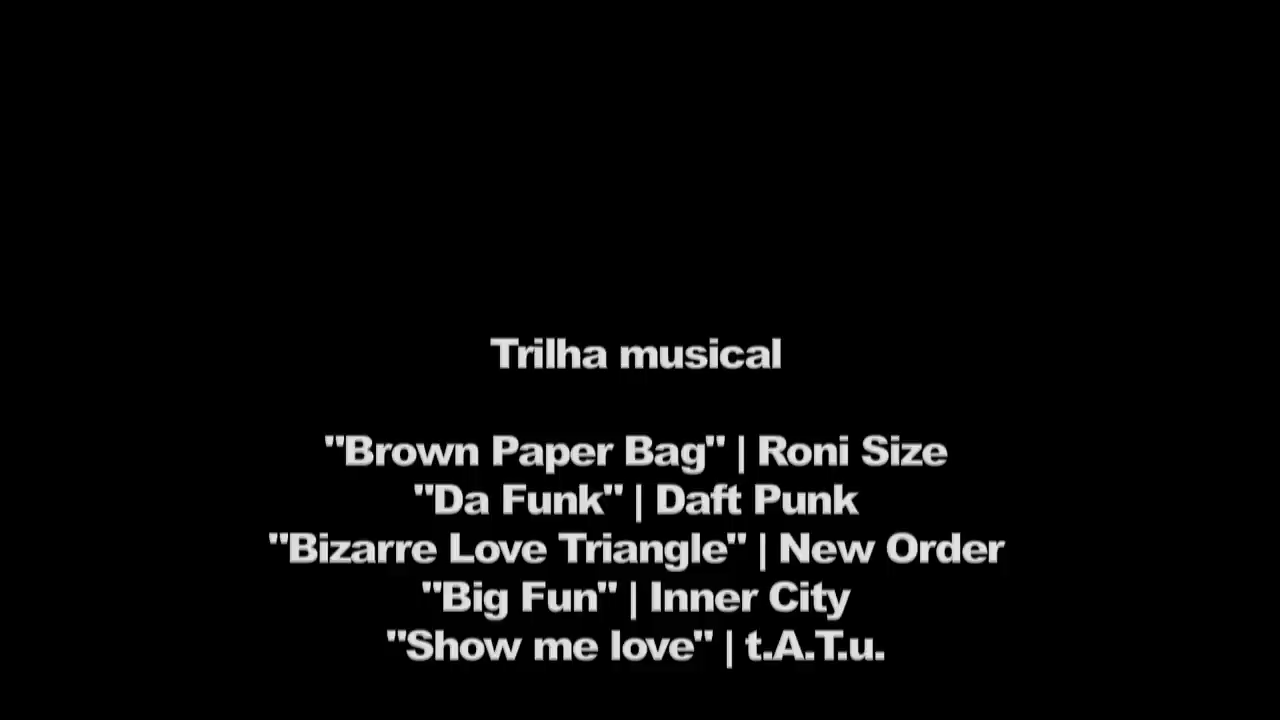 Trilha musical
"Brown Paper Bag" | Roni Size
"Da Funk" | Daft Punk
"Bizarre Love Triangle" | New Order
"Big Fun" | Inner City
"Show me love" | t.A.T.u.